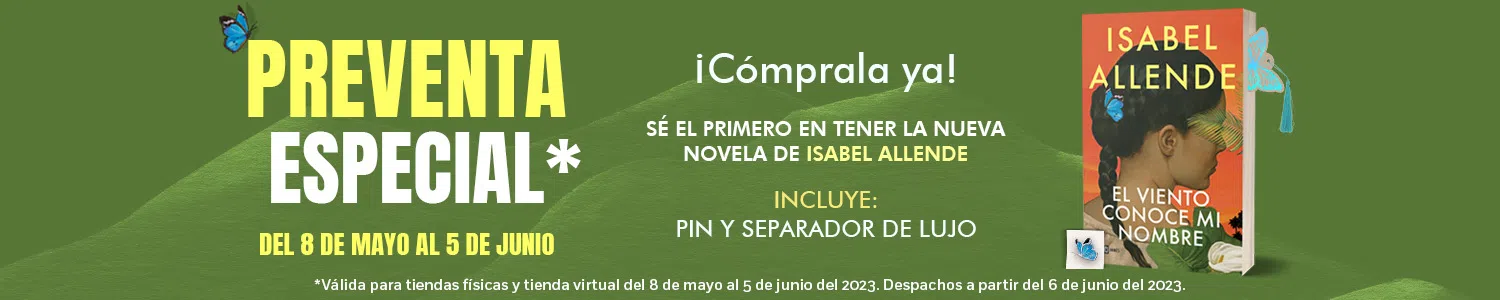 PREVENTA
ESPECIAL*
DEL 8 DE MAYO AL 5 DE JUNIO
¡Cómprala ya!
SÉ EL PRIMERO EN TENER LA NUEVA
NOVELA DE ISABEL ALLENDE
INCLUYE:
PIN Y SEPARADOR DE LUJO
ISABEL
ALLENDE
EL VIENTO
CONOCE MI
NOMBRE
*Válida para tiendas físicas y tienda virtual del 8 de mayo al 5 de junio del 2023. Despachos a partir del 6 de junio del 2023.